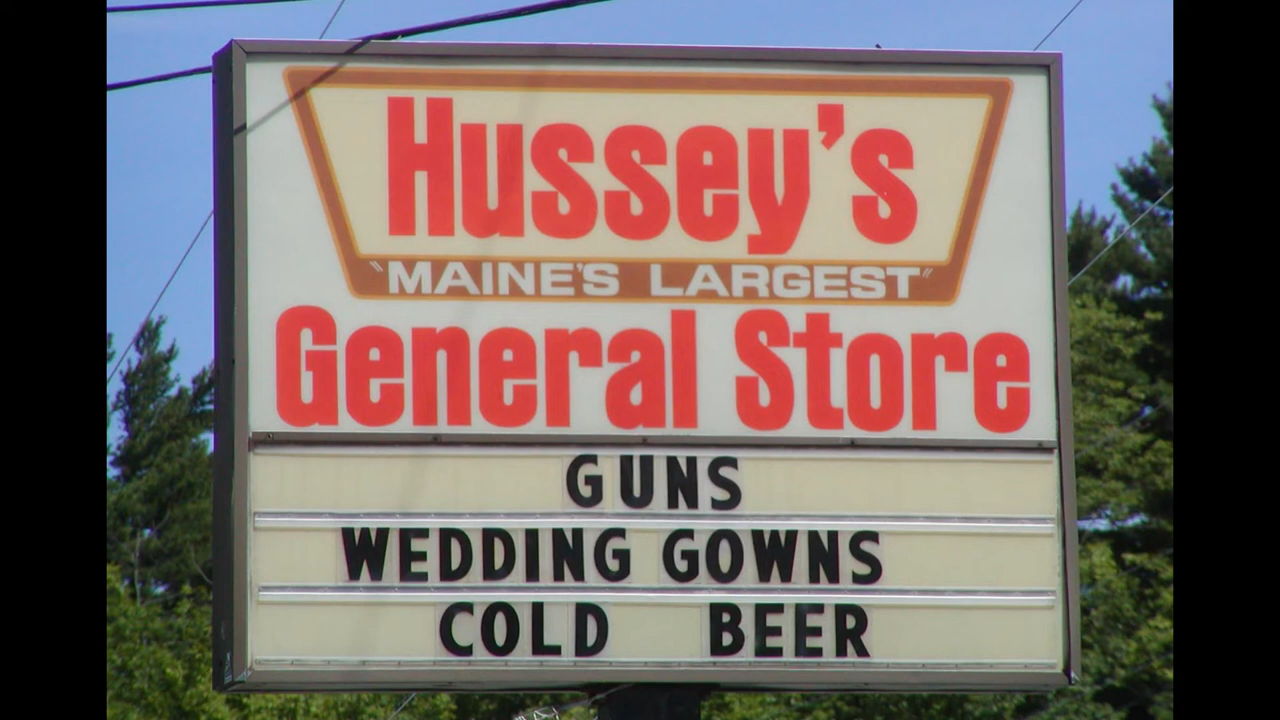 Hussey's
"MAINE'S LARGEST"
General Store
GUNS
WEDDING GOWNS
COLD BEER